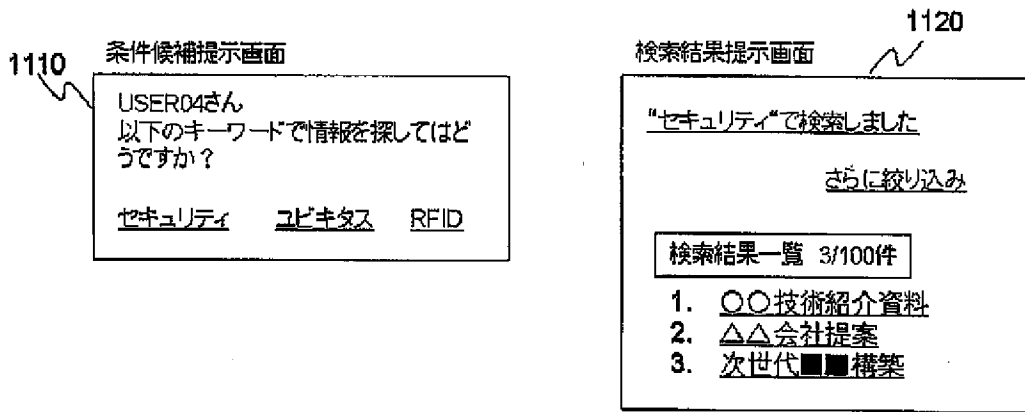 1110
条件候補提示画面
USER04さん
以下のキーワードで情報を探してはど
うですか？
セキュリティ ユビキタス RFID
1120
検索結果提示画面
"セキュリティ"で検索しました
さらに絞り込み
検索結果一覧 3/100件
1. 〇〇技術紹介資料
2. △△会社提案
3. 次世代■■構築